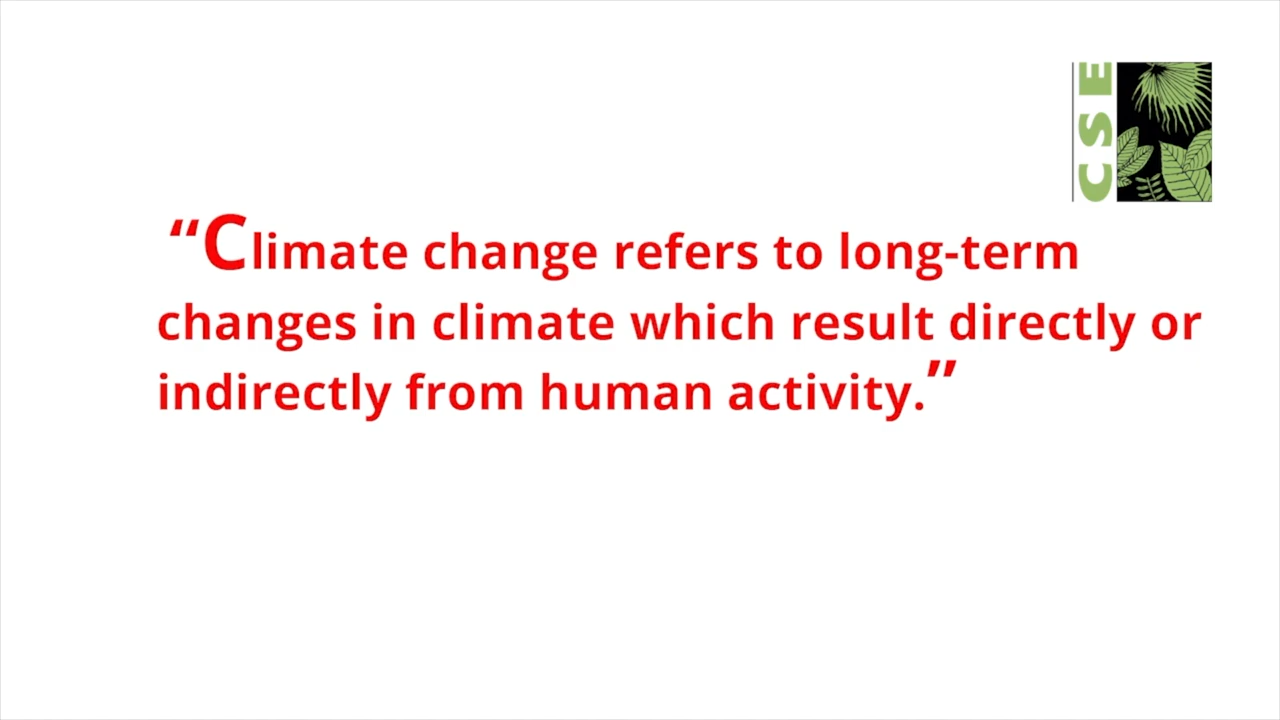 CSE
“Climate change refers to long-term
changes in climate which result directly or
indirectly from human activity.”